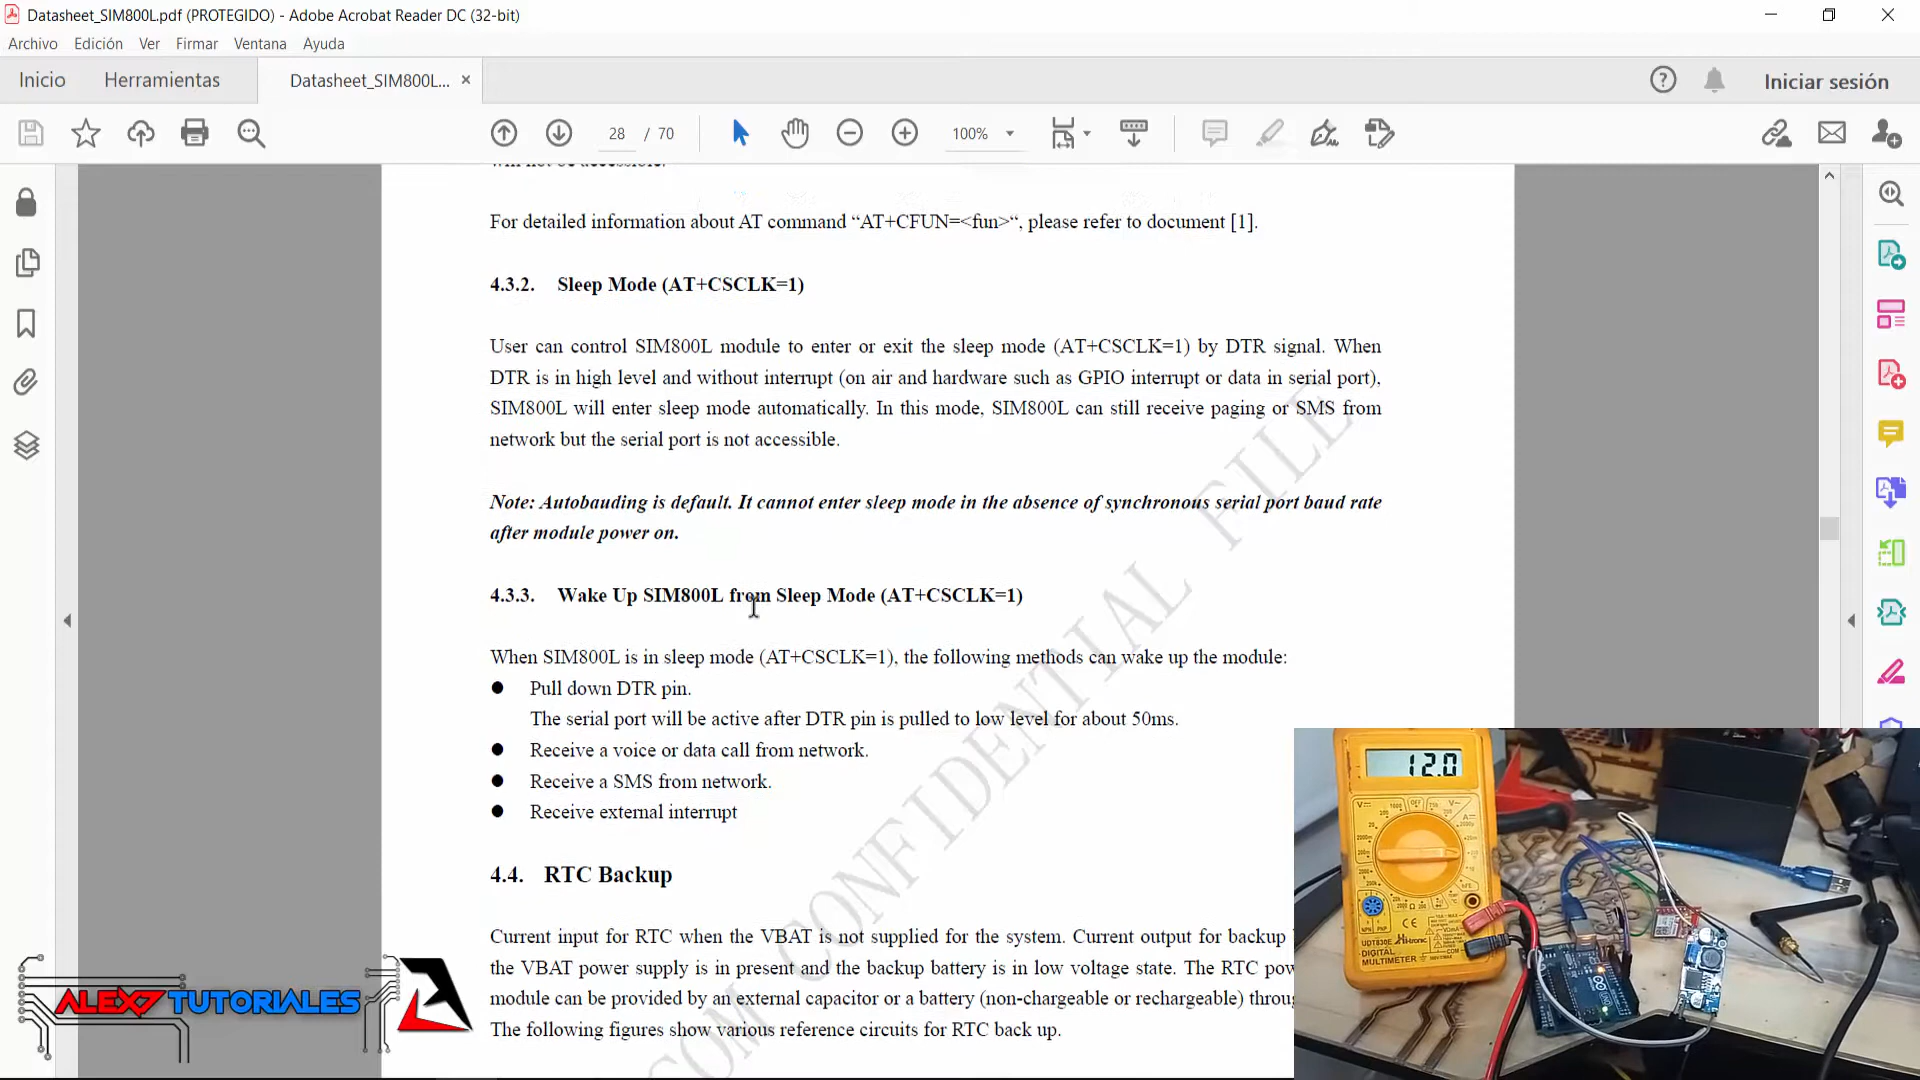 Datasheet_SIM800L.pdf (PROTEGIDO) - Adobe Acrobat Reader DC (32-bit)
Archivo Edición Ver Firmar Ventana Ayuda
Inicio Herramientas Datasheet_SIM800L... × Iniciar sesión
28 / 70 100%
will not be accessible.
For detailed information about AT command “AT+CFUN=<fun>“, please refer to document [1].
4.3.2. Sleep Mode (AT+CSCLK=1)
User can control SIM800L module to enter or exit the sleep mode (AT+CSCLK=1) by DTR signal. When
DTR is in high level and without interrupt (on air and hardware such as GPIO interrupt or data in serial port),
SIM800L will enter sleep mode automatically. In this mode, SIM800L can still receive paging or SMS from
network but the serial port is not accessible.
Note: Autobauding is default. It cannot enter sleep mode in the absence of synchronous serial port baud rate
after module power on.
4.3.3. Wake Up SIM800L from Sleep Mode (AT+CSCLK=1)
When SIM800L is in sleep mode (AT+CSCLK=1), the following methods can wake up the module:
● Pull down DTR pin.
The serial port will be active after DTR pin is pulled to low level for about 50ms.
● Receive a voice or data call from network.
● Receive a SMS from network.
● Receive external interrupt
4.4. RTC Backup
Current input for RTC when the VBAT is not supplied for the system. Current output for backup
the VBAT power supply is in present and the backup battery is in low voltage state. The RTC pow
module can be provided by an external capacitor or a battery (non-chargeable or rechargeable) throu
The following figures show various reference circuits for RTC back up.
COM CONFIDENTIAL FILE
ALEX7 TUTORIALES
12.0
OFF
hFE
CE
UDT830E
DIGITAL
MULTIMETER